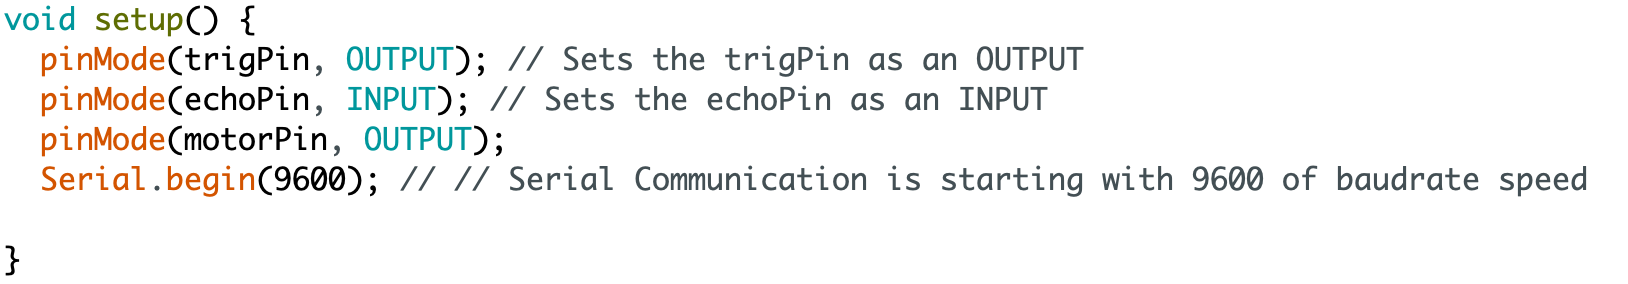 void setup() {
  pinMode(trigPin, OUTPUT); // Sets the trigPin as an OUTPUT
  pinMode(echoPin, INPUT); // Sets the echoPin as an INPUT
  pinMode(motorPin, OUTPUT);
  Serial.begin(9600); // // Serial Communication is starting with 9600 of baudrate speed

}